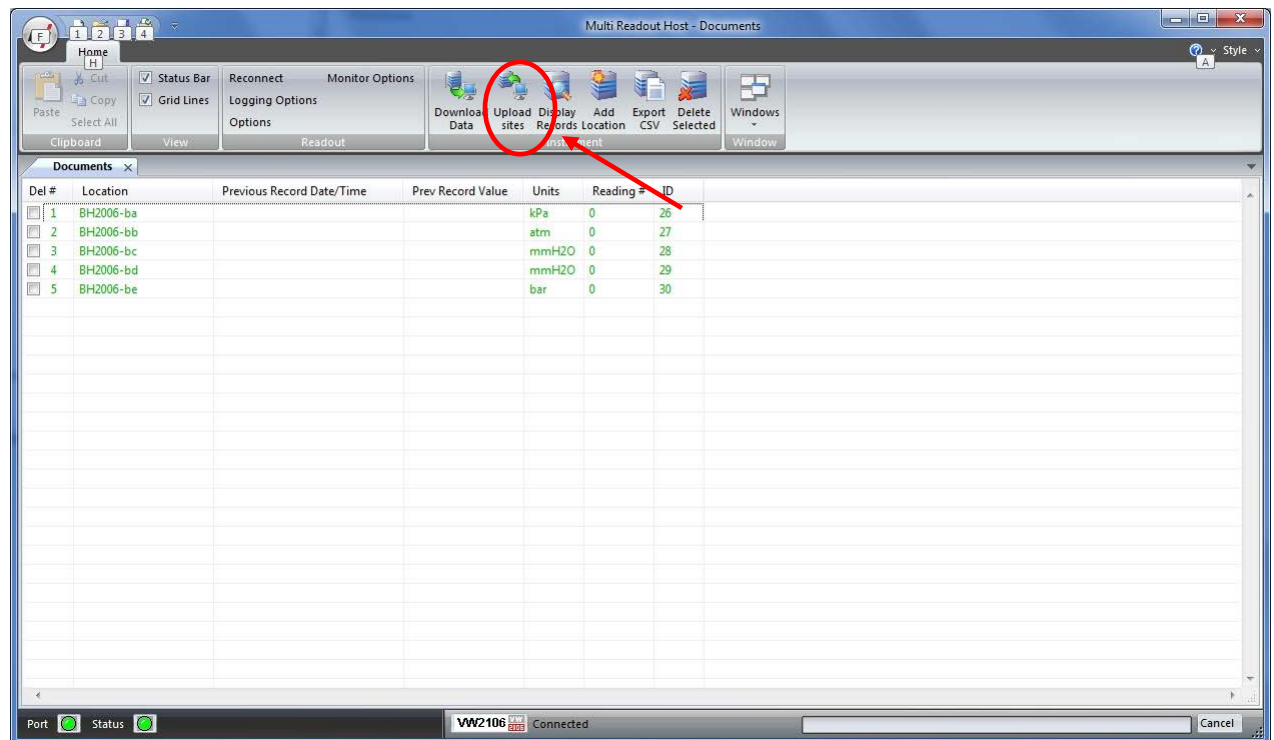 Multi Readout Host - Documents
F 1 2 3 4
Home
H
Style
A
Paste
Cut
Copy
Select All
Clipboard
Status Bar
Grid Lines
View
Reconnect Monitor Options
Logging Options
Options
Readout
Download Data
Upload sites
Display Records
Add Location
Export CSV
Delete Selected
Windows
Window
Documents
Del # Location Previous Record Date/Time Prev Record Value Units Reading # ID
1 BH2006-ba kPa 0 26
2 BH2006-bb atm 0 27
3 BH2006-bc mmH2O 0 28
4 BH2006-bd mmH2O 0 29
5 BH2006-be bar 0 30
Port Status VW2106 Connected Cancel